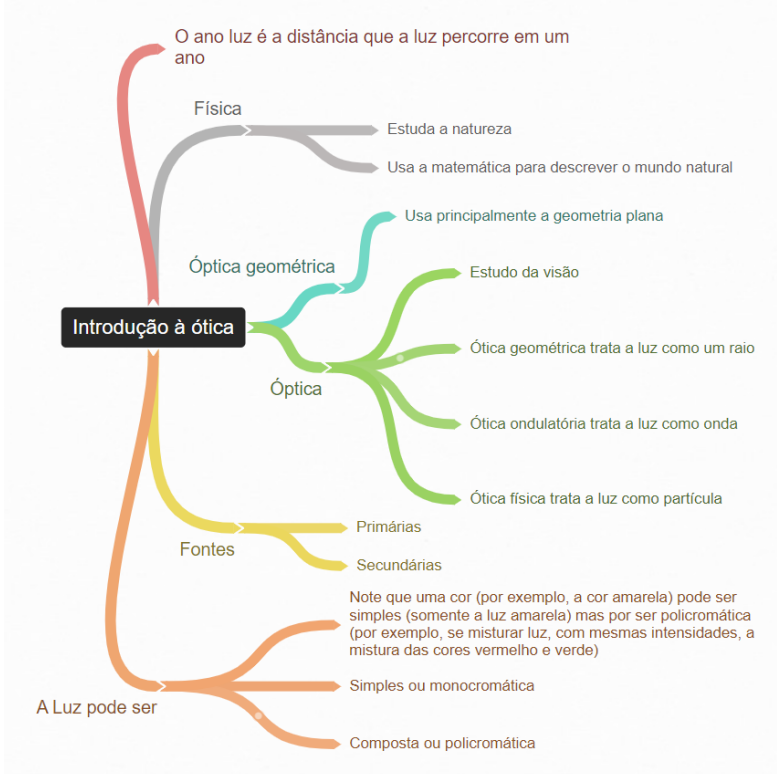 O ano luz é a distância que a luz percorre em um
ano
Física
Estuda a natureza
Usa a matemática para descrever o mundo natural
Usa principalmente a geometria plana
Óptica geométrica
Estudo da visão
Introdução à ótica
Ótica geométrica trata a luz como um raio
Óptica
Ótica ondulatória trata a luz como onda
Ótica física trata a luz como partícula
Primárias
Fontes
Secundárias
Note que uma cor (por exemplo, a cor amarela) pode ser
simples (somente a luz amarela) mas por ser policromática
(por exemplo, se misturar luz, com mesmas intensidades, a
mistura das cores vermelho e verde)
Simples ou monocromática
A Luz pode ser
Composta ou policromática